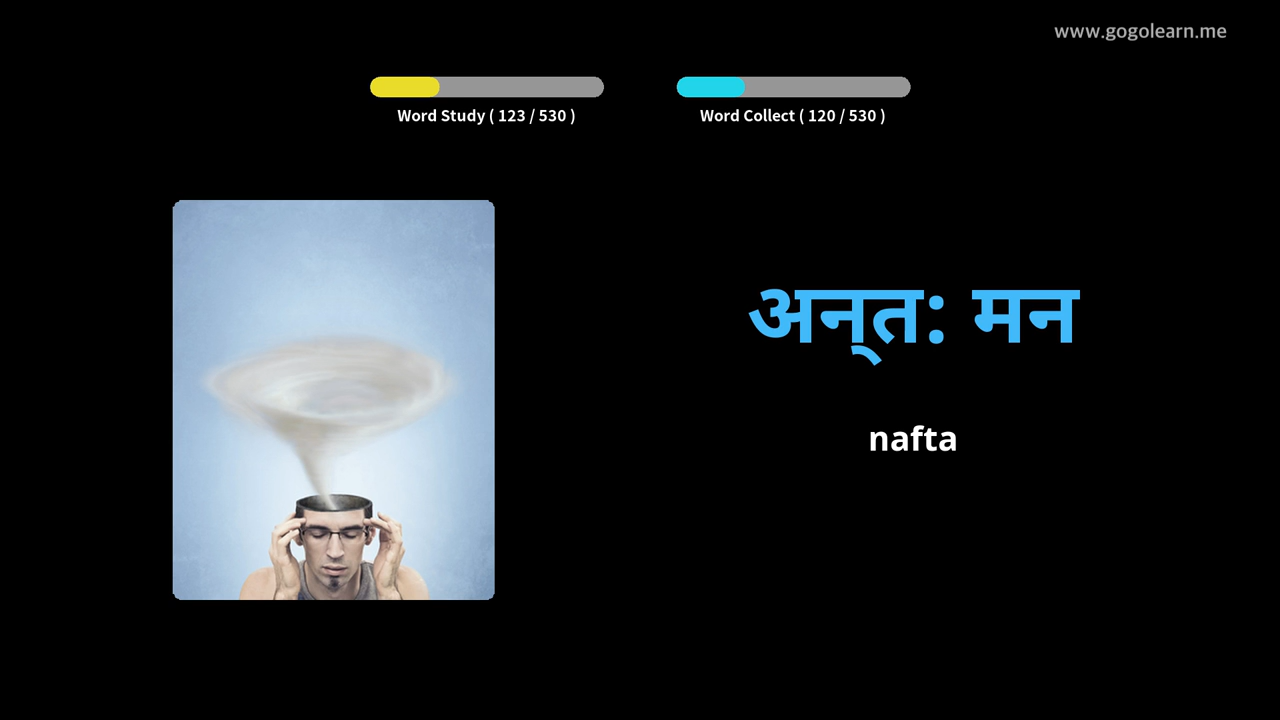 www.gogolearn.me
Word Study ( 123 / 530 )
Word Collect ( 120 / 530 )
अन्‌त: मन
nafta